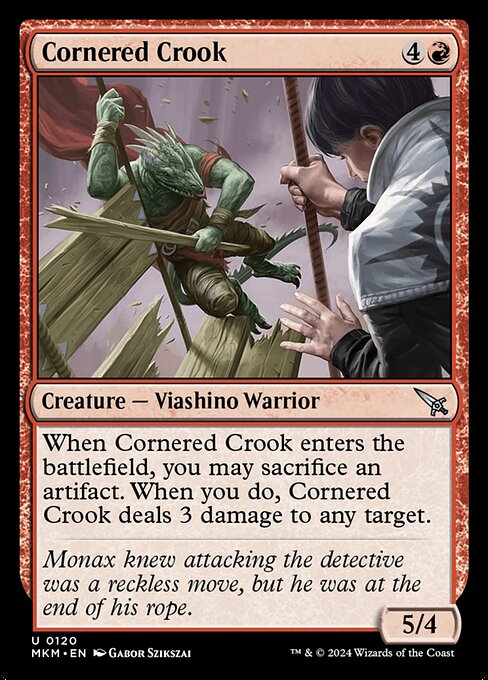 Cornered Crook 4
Creature — Viashino Warrior
When Cornered Crook enters the
battlefield, you may sacrifice an
artifact. When you do, Cornered
Crook deals 3 damage to any target.
Monax knew attacking the detective
was a reckless move, but he was at the
end of his rope.
5/4
U 0120
MKM • EN Gabor Szikszai
™ & © 2024 Wizards of the Coast